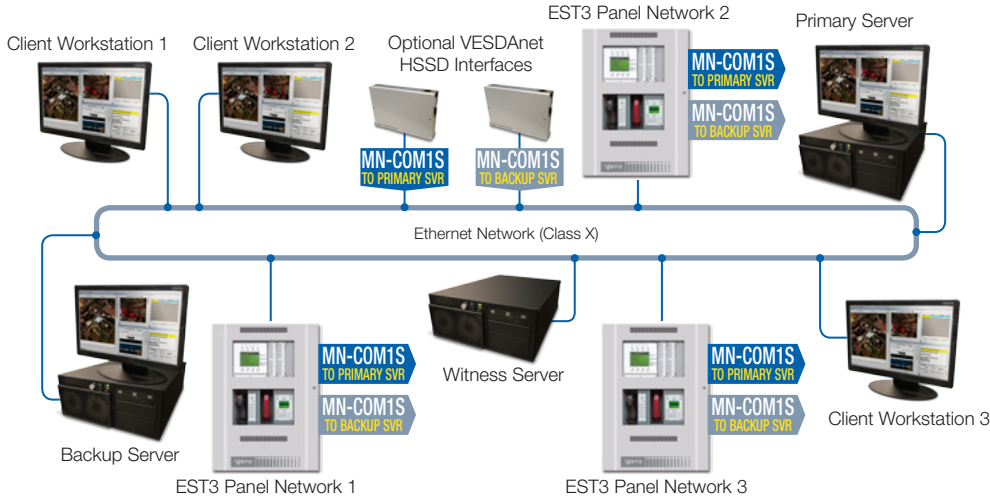 EST3 Panel Network 2
Primary Server
Client Workstation 1
Client Workstation 2
Optional VESDAnet
HSSD Interfaces
MN-COM1S
TO PRIMARY SVR
MN-COM1S
TO BACKUP SVR
MN-COM1S
TO PRIMARY SVR
MN-COM1S
TO BACKUP SVR
Ethernet Network (Class X)
MN-COM1S
TO PRIMARY SVR
MN-COM1S
TO BACKUP SVR
Witness Server
MN-COM1S
TO PRIMARY SVR
MN-COM1S
TO BACKUP SVR
Client Workstation 3
Backup Server
EST3 Panel Network 1
EST3 Panel Network 3